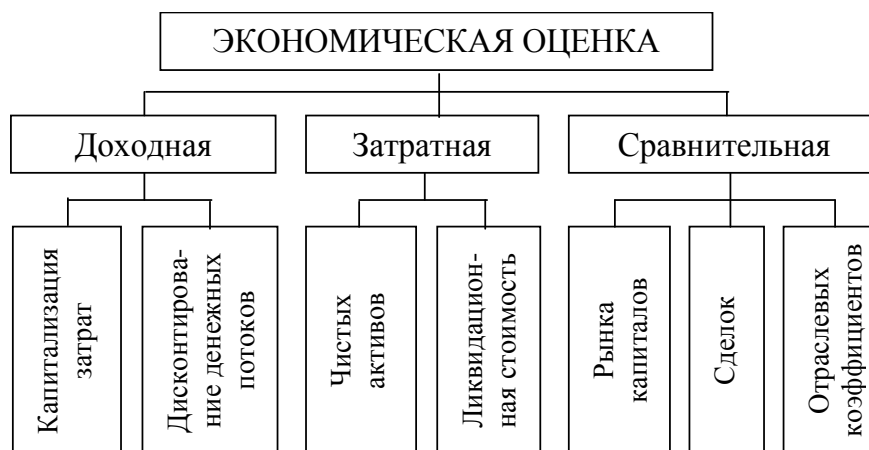 ЭКОНОМИЧЕСКАЯ ОЦЕНКА
Доходная
Затратная
Сравнительная
Капитализация
затрат
Дисконтирова-
ние денежных
потоков
Чистых
активов
Ликвидацион-
ная стоимость
Рынка
капиталов
Сделок
Отраслевых
коэффициентов